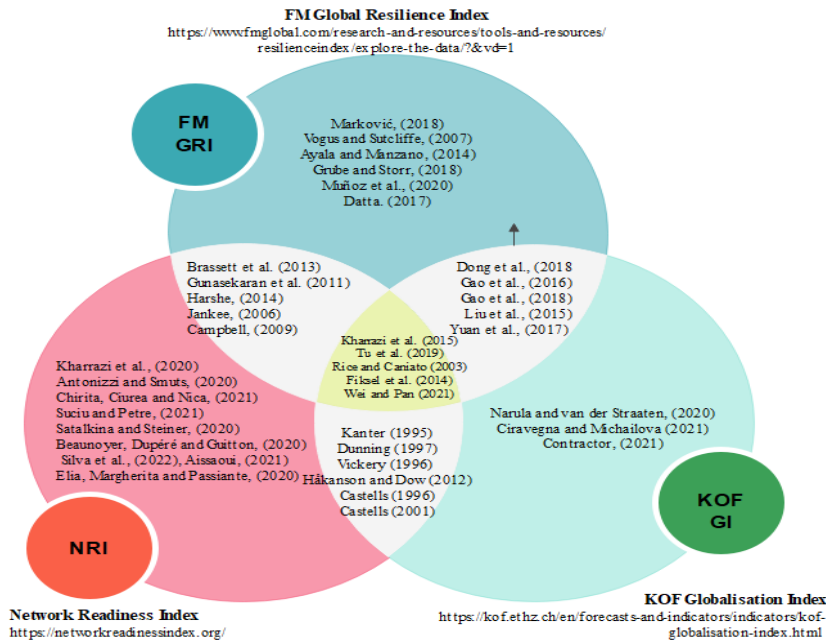 FM Global Resilience Index
https://www.fmglobal.com/research-and-resources/tools-and-resources/
resilienceindex/explore-the-data/?&vd=1
FM
GRI
Marković, (2018)
Vogus and Sutcliffe, (2007)
Ayala and Manzano, (2014)
Grube and Storr, (2018)
Muñoz et al., (2020)
Datta. (2017)
Brassett et al. (2013)
Gunasekaran et al. (2011)
Harshe, (2014)
Jankee, (2006)
Campbell, (2009)
Dong et al., (2018
Gao et al., (2016)
Gao et al., (2018)
Liu et al., (2015)
Yuan et al., (2017)
Kharrazi et al. (2015)
Tu et al. (2019)
Rice and Caniato (2003)
Fiksel et al. (2014)
Wei and Pan (2021)
Kharrazi et al., (2020)
Antonizzi and Smuts, (2020)
Chirita, Ciurea and Nica, (2021)
Suciu and Petre, (2021)
Satalkina and Steiner, (2020)
Beaunoyer, Dupéré and Guitton, (2020)
Silva et al., (2022), Aissaoui, (2021)
Elia, Margherita and Passiante, (2020)
Kanter (1995)
Dunning (1997)
Vickery (1996)
Håkanson and Dow (2012)
Castells (1996)
Castells (2001)
Narula and van der Straaten, (2020)
Ciravegna and Michailova (2021)
Contractor, (2021)
KOF
GI
NRI
Network Readiness Index
https://networkreadinessindex.org/
KOF Globalisation Index
https://kof.ethz.ch/en/forecasts-and-indicators/indicators/kof-
globalisation-index.html